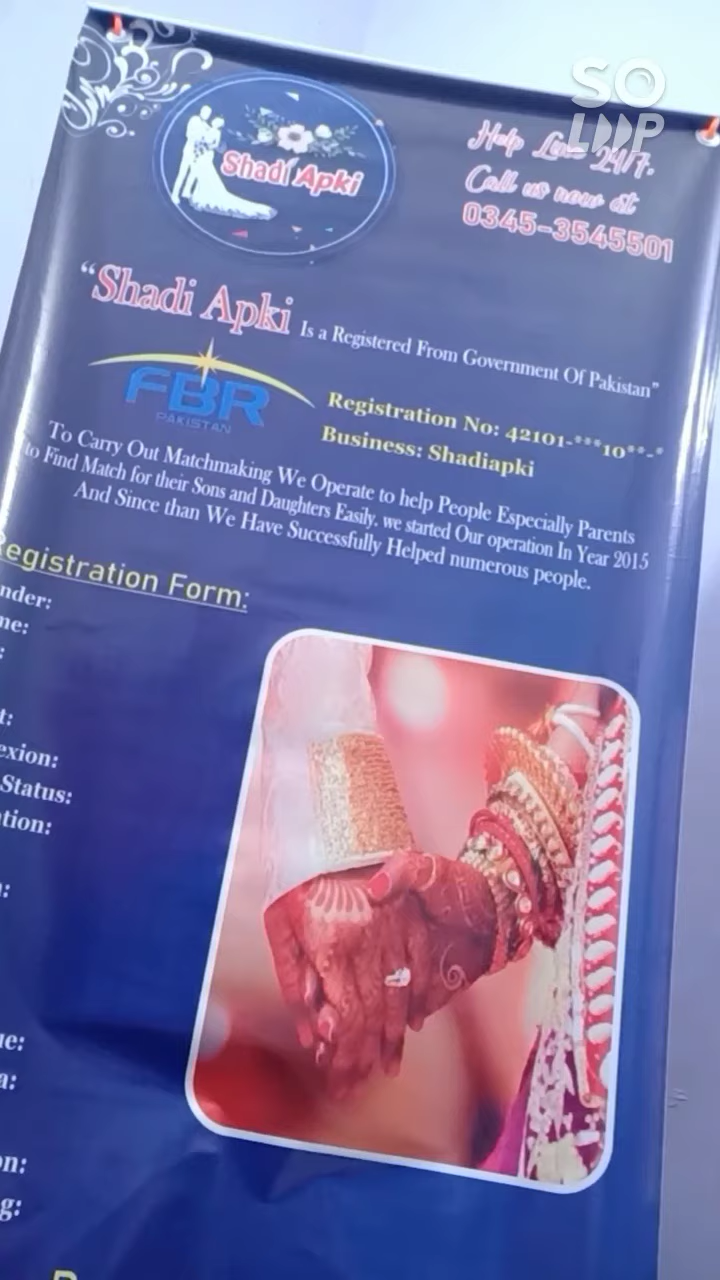 SOLOOP
Shadi Apki
Help Line 24/7.
Call us now at
0345-3545501
“Shadi Apki Is a Registered From Government Of Pakistan”
FBR
PAKISTAN
Registration No: 42101-***10**-*
Business: Shadiapki
To Carry Out Matchmaking We Operate to help People Especially Parents
to Find Match for their Sons and Daughters Easily, we started Our operation In Year 2015
And Since than We Have Successfully Helped numerous people.
Registration Form:
nder:
me:
:
t:
exion:
Status:
ation:
:
ue:
a:
on:
g: